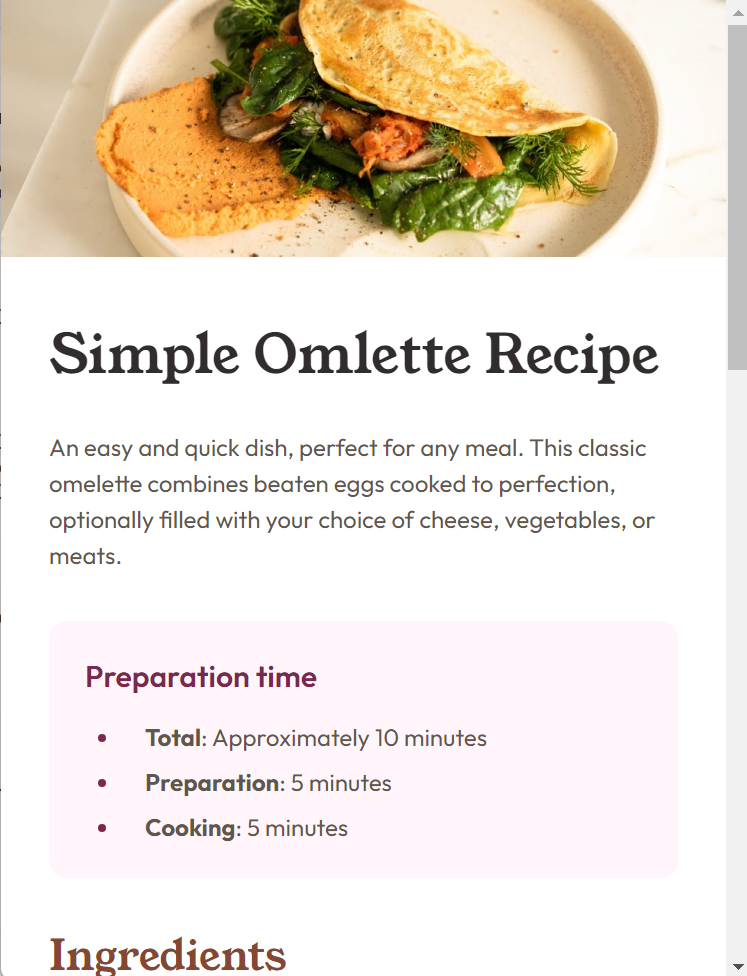 Simple Omlette Recipe
An easy and quick dish, perfect for any meal. This classic
omelette combines beaten eggs cooked to perfection,
optionally filled with your choice of cheese, vegetables, or
meats.
Preparation time
Total: Approximately 10 minutes
Preparation: 5 minutes
Cooking: 5 minutes
Ingredients